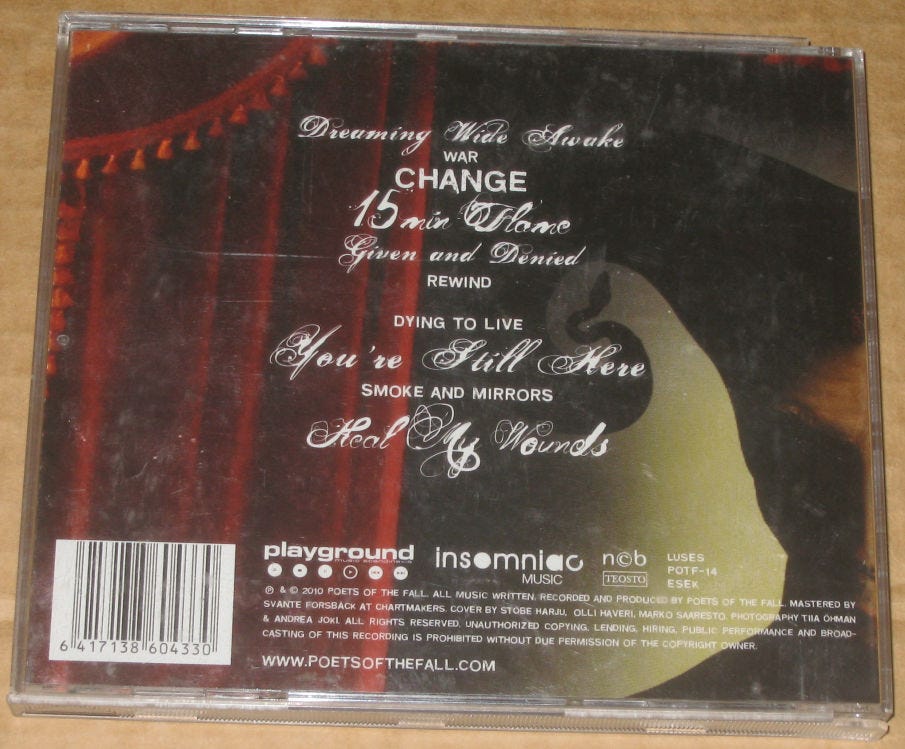 Dreaming Wide Awake
WAR
CHANGE
15 min Flame
Given and Denied
REWIND
DYING TO LIVE
You're Still Here
SMOKE AND MIRRORS
Heal My Wounds
playground
music scandinavia
insomniac
MUSIC
n©b
TEOSTO
LUSES
POTF-14
ESEK
℗ & © 2010 POETS OF THE FALL. ALL MUSIC WRITTEN, RECORDED AND PRODUCED BY POETS OF THE FALL. MASTERED BY
SVANTE FORSBACK AT CHARTMAKERS. COVER BY STOBE HARJU, OLLI HAVERI, MARKO SAARESTO. PHOTOGRAPHY TIIA ÖHMAN
& ANDREA JOKI. ALL RIGHTS RESERVED. UNAUTHORIZED COPYING, LENDING, HIRING, PUBLIC PERFORMANCE AND BROAD-
CASTING OF THIS RECORDING IS PROHIBITED WITHOUT DUE PERMISSION OF THE COPYRIGHT OWNER.
6 417138 604330
WWW.POETSOFTHEFALL.COM